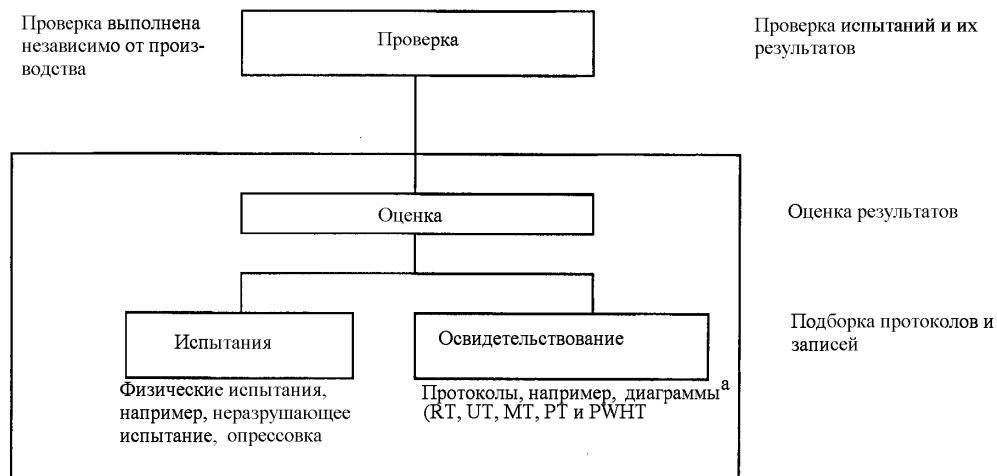 Проверка выполнена
независимо от произ-
водства
Проверка
Проверка испытаний и их
результатов
Оценка
Оценка результатов
Испытания
Освидетельствование
Подборка протоколов и
записей
Физические испытания,
например, неразрушающее
испытание, опрессовка
Протоколы, например, диаграммы a
(RT, UT, MT, PT и PWHT